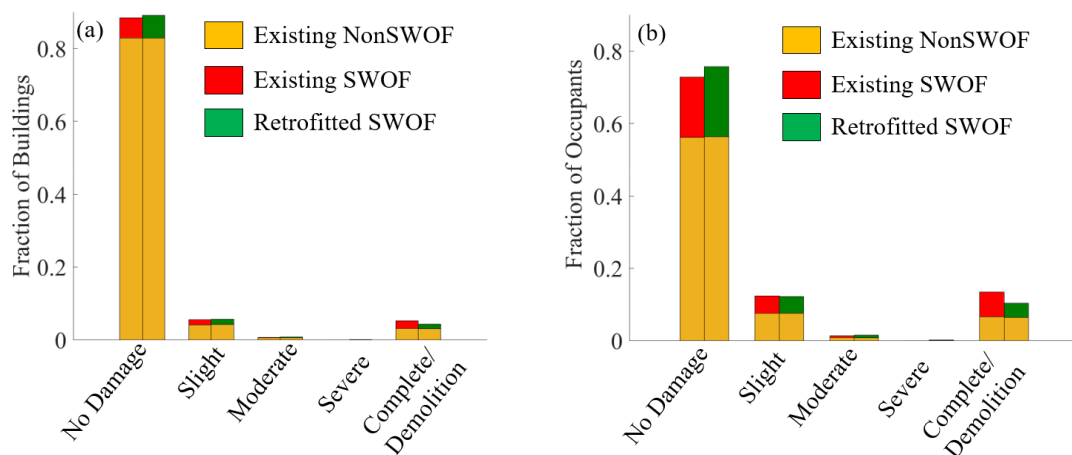 (a)
Existing NonSWOF
Existing SWOF
Retrofitted SWOF
Fraction of Buildings
0.8
0.6
0.4
0.2
0
No Damage
Slight
Moderate
Severe
Complete/
Demolition
(b)
Existing NonSWOF
Existing SWOF
Retrofitted SWOF
Fraction of Occupants
0.8
0.6
0.4
0.2
0
No Damage
Slight
Moderate
Severe
Complete/
Demolition